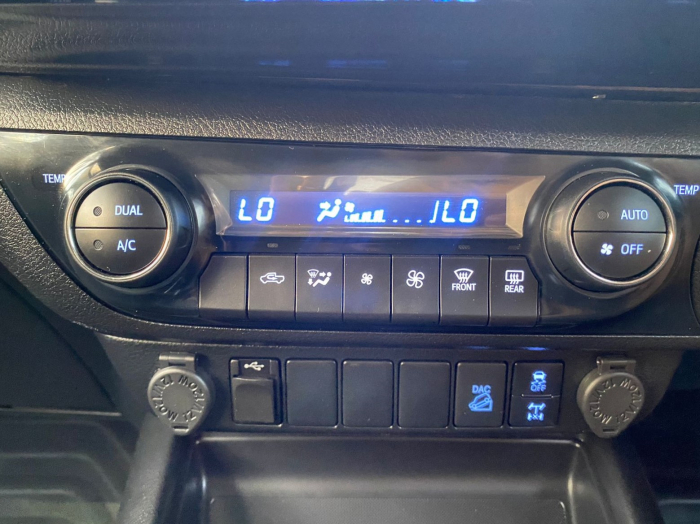 TEMP
DUAL
A/C
LO
LO
AUTO
OFF
TEMP
FRONT
REAR
DAC
OFF